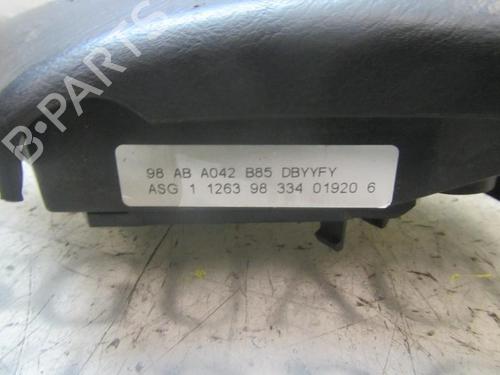 B-PARTS
98 AB A042 B85 DBYYFY
ASG 1 1263 98 334 01920 6